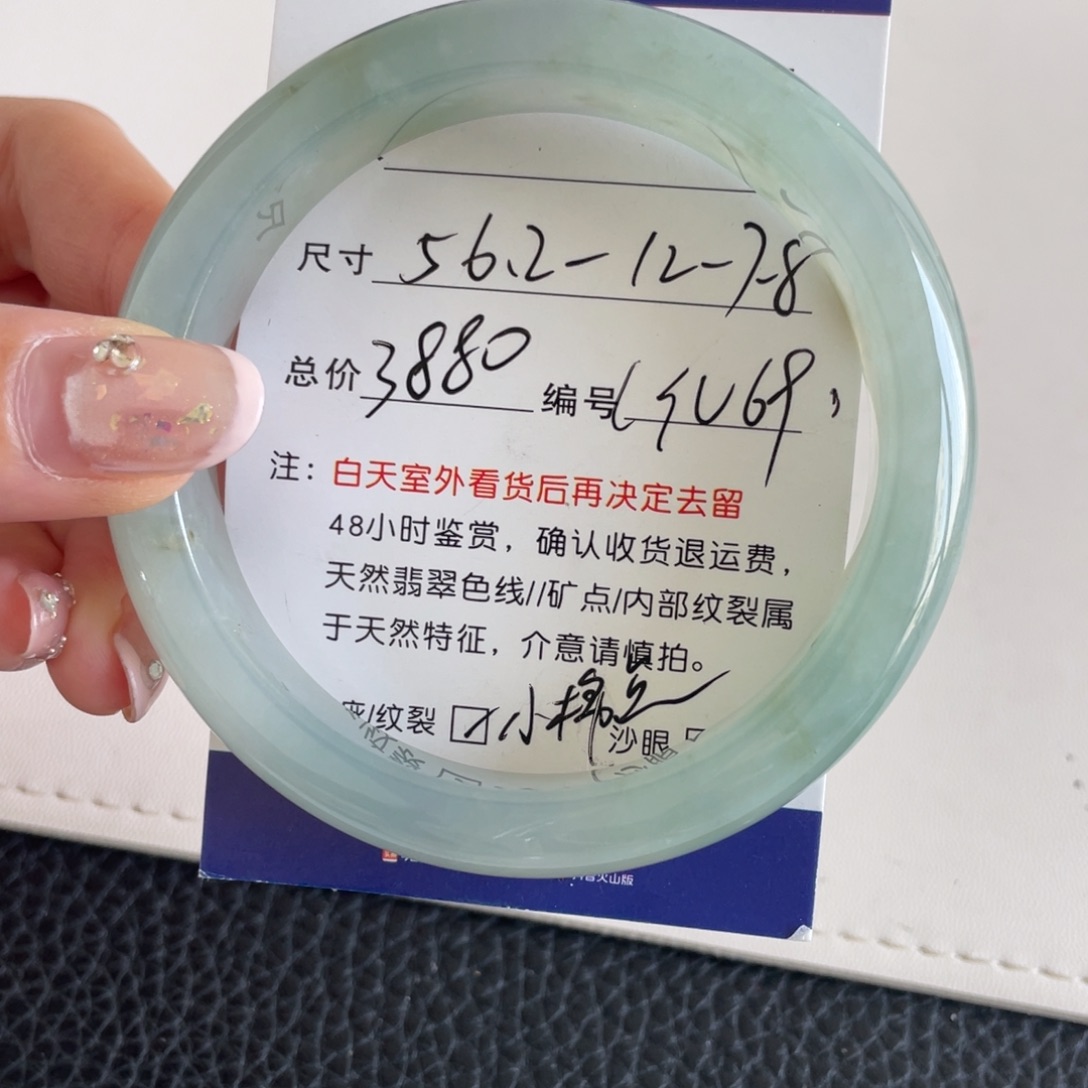 尺寸 56.2-12-7.8
总价 3880 编号
注：白天室外看货后再决定去留
48小时鉴赏，确认收货退运费，
天然翡翠色线//矿点/内部纹裂属
于天然特征，介意请慎拍。
/纹裂 ☑ 小棉 沙眼
火山版